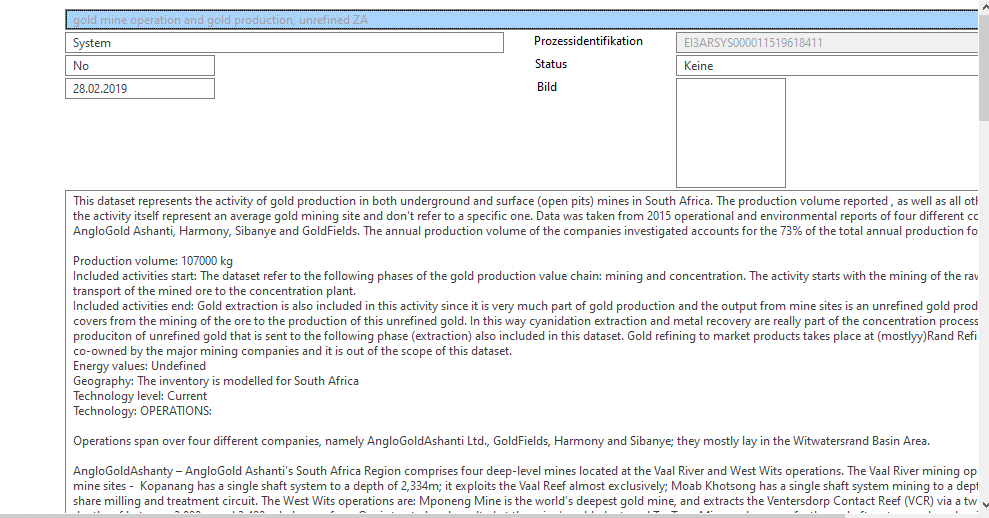 gold mine operation and gold production, unrefined ZA
System
Prozessidentifikation
EI3ARSYS000011519618411
No
Status
Keine
28.02.2019
Bild
This dataset represents the activity of gold production in both underground and surface (open pits) mines in South Africa. The production volume reported , as well as all oth
the activity itself represent an average gold mining site and don't refer to a specific one. Data was taken from 2015 operational and environmental reports of four different co
AngloGold Ashanti, Harmony, Sibanye and GoldFields. The annual production volume of the companies investigated accounts for the 73% of the total annual production fo
Production volume: 107000 kg
Included activities start: The dataset refer to the following phases of the gold production value chain: mining and concentration. The activity starts with the mining of the raw
transport of the mined ore to the concentration plant.
Included activities end: Gold extraction is also included in this activity since it is very much part of gold production and the output from mine sites is an unrefined gold prod
covers from the mining of the ore to the production of this unrefined gold. In this way cyanidation extraction and metal recovery are really part of the concentration process
produciton of unrefined gold that is sent to the following phase (extraction) also included in this dataset. Gold refining to market products takes place at (mostlyy)Rand Refi
co-owned by the major mining companies and it is out of the scope of this dataset.
Energy values: Undefined
Geography: The inventory is modelled for South Africa
Technology level: Current
Technology: OPERATIONS:
Operations span over four different companies, namely AngloGoldAshanti Ltd., GoldFields, Harmony and Sibanye; they mostly lay in the Witwatersrand Basin Area.
AngloGoldAshanty – AngloGold Ashanti's South Africa Region comprises four deep-level mines located at the Vaal River and West Wits operations. The Vaal River mining op
mine sites - Kopanang has a single shaft system to a depth of 2,334m; it exploits the Vaal Reef almost exclusively; Moab Khotsong has a single shaft system mining to a dept
share milling and treatment circuit. The West Wits operations are: Mponeng Mine is the world's deepest gold mine, and extracts the Ventersdorp Contact Reef (VCR) via a tw